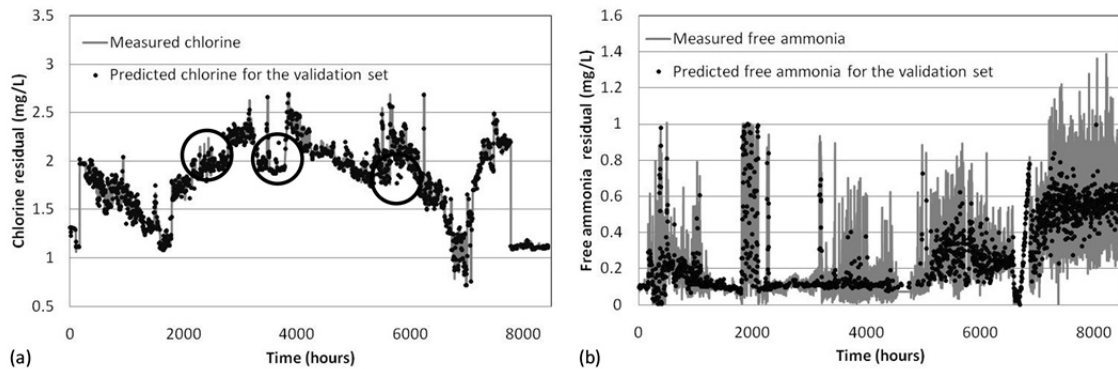 3.5
3
2.5
2
1.5
1
0.5
Chlorine residual (mg/L)
Measured chlorine
Predicted chlorine for the validation set
0 2000 4000 6000 8000
Time (hours)
(a)
1.6
1.4
1.2
1
0.8
0.6
0.4
0.2
0
Free ammonia residual (mg/L)
Measured free ammonia
Predicted free ammonia for the validation set
0 2000 4000 6000 8000
Time (hours)
(b)